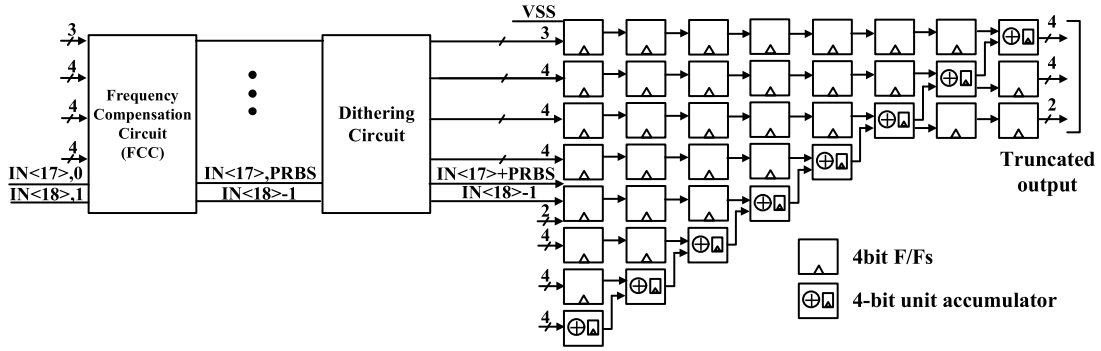 VSS
3
4
4
4
IN<17>,0
IN<18>,1
Frequency
Compensation
Circuit
(FCC)
IN<17>,PRBS
IN<18>-1
Dithering
Circuit
3
4
4
4
IN<17>+PRBS
IN<18>-1
2
4
4
4
4
4
2
Truncated
output
4bit F/Fs
4-bit unit accumulator